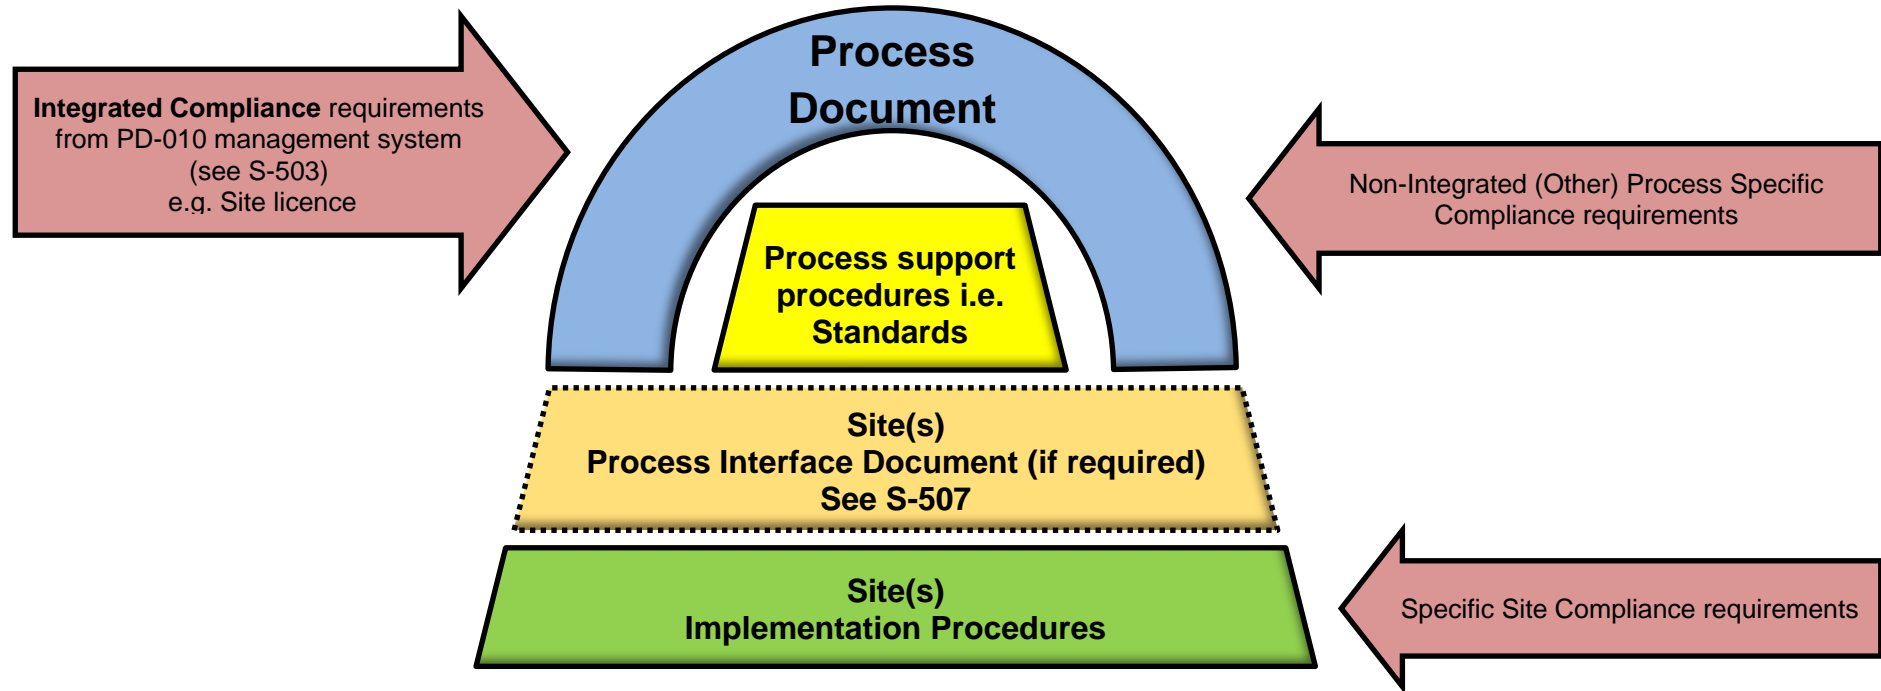 Process
Document
Integrated Compliance requirements
from PD-010 management system
(see S-503)
e.g. Site licence
Non-Integrated (Other) Process Specific
Compliance requirements
Process support
procedures i.e.
Standards
Site(s)
Process Interface Document (if required)
See S-507
Site(s)
Implementation Procedures
Specific Site Compliance requirements